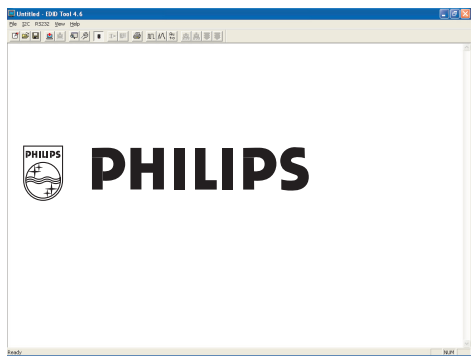 Untitled - EDID Tool 4.6
File I2C RS232 View Help
PHILIPS
PHILIPS
Ready
NUM